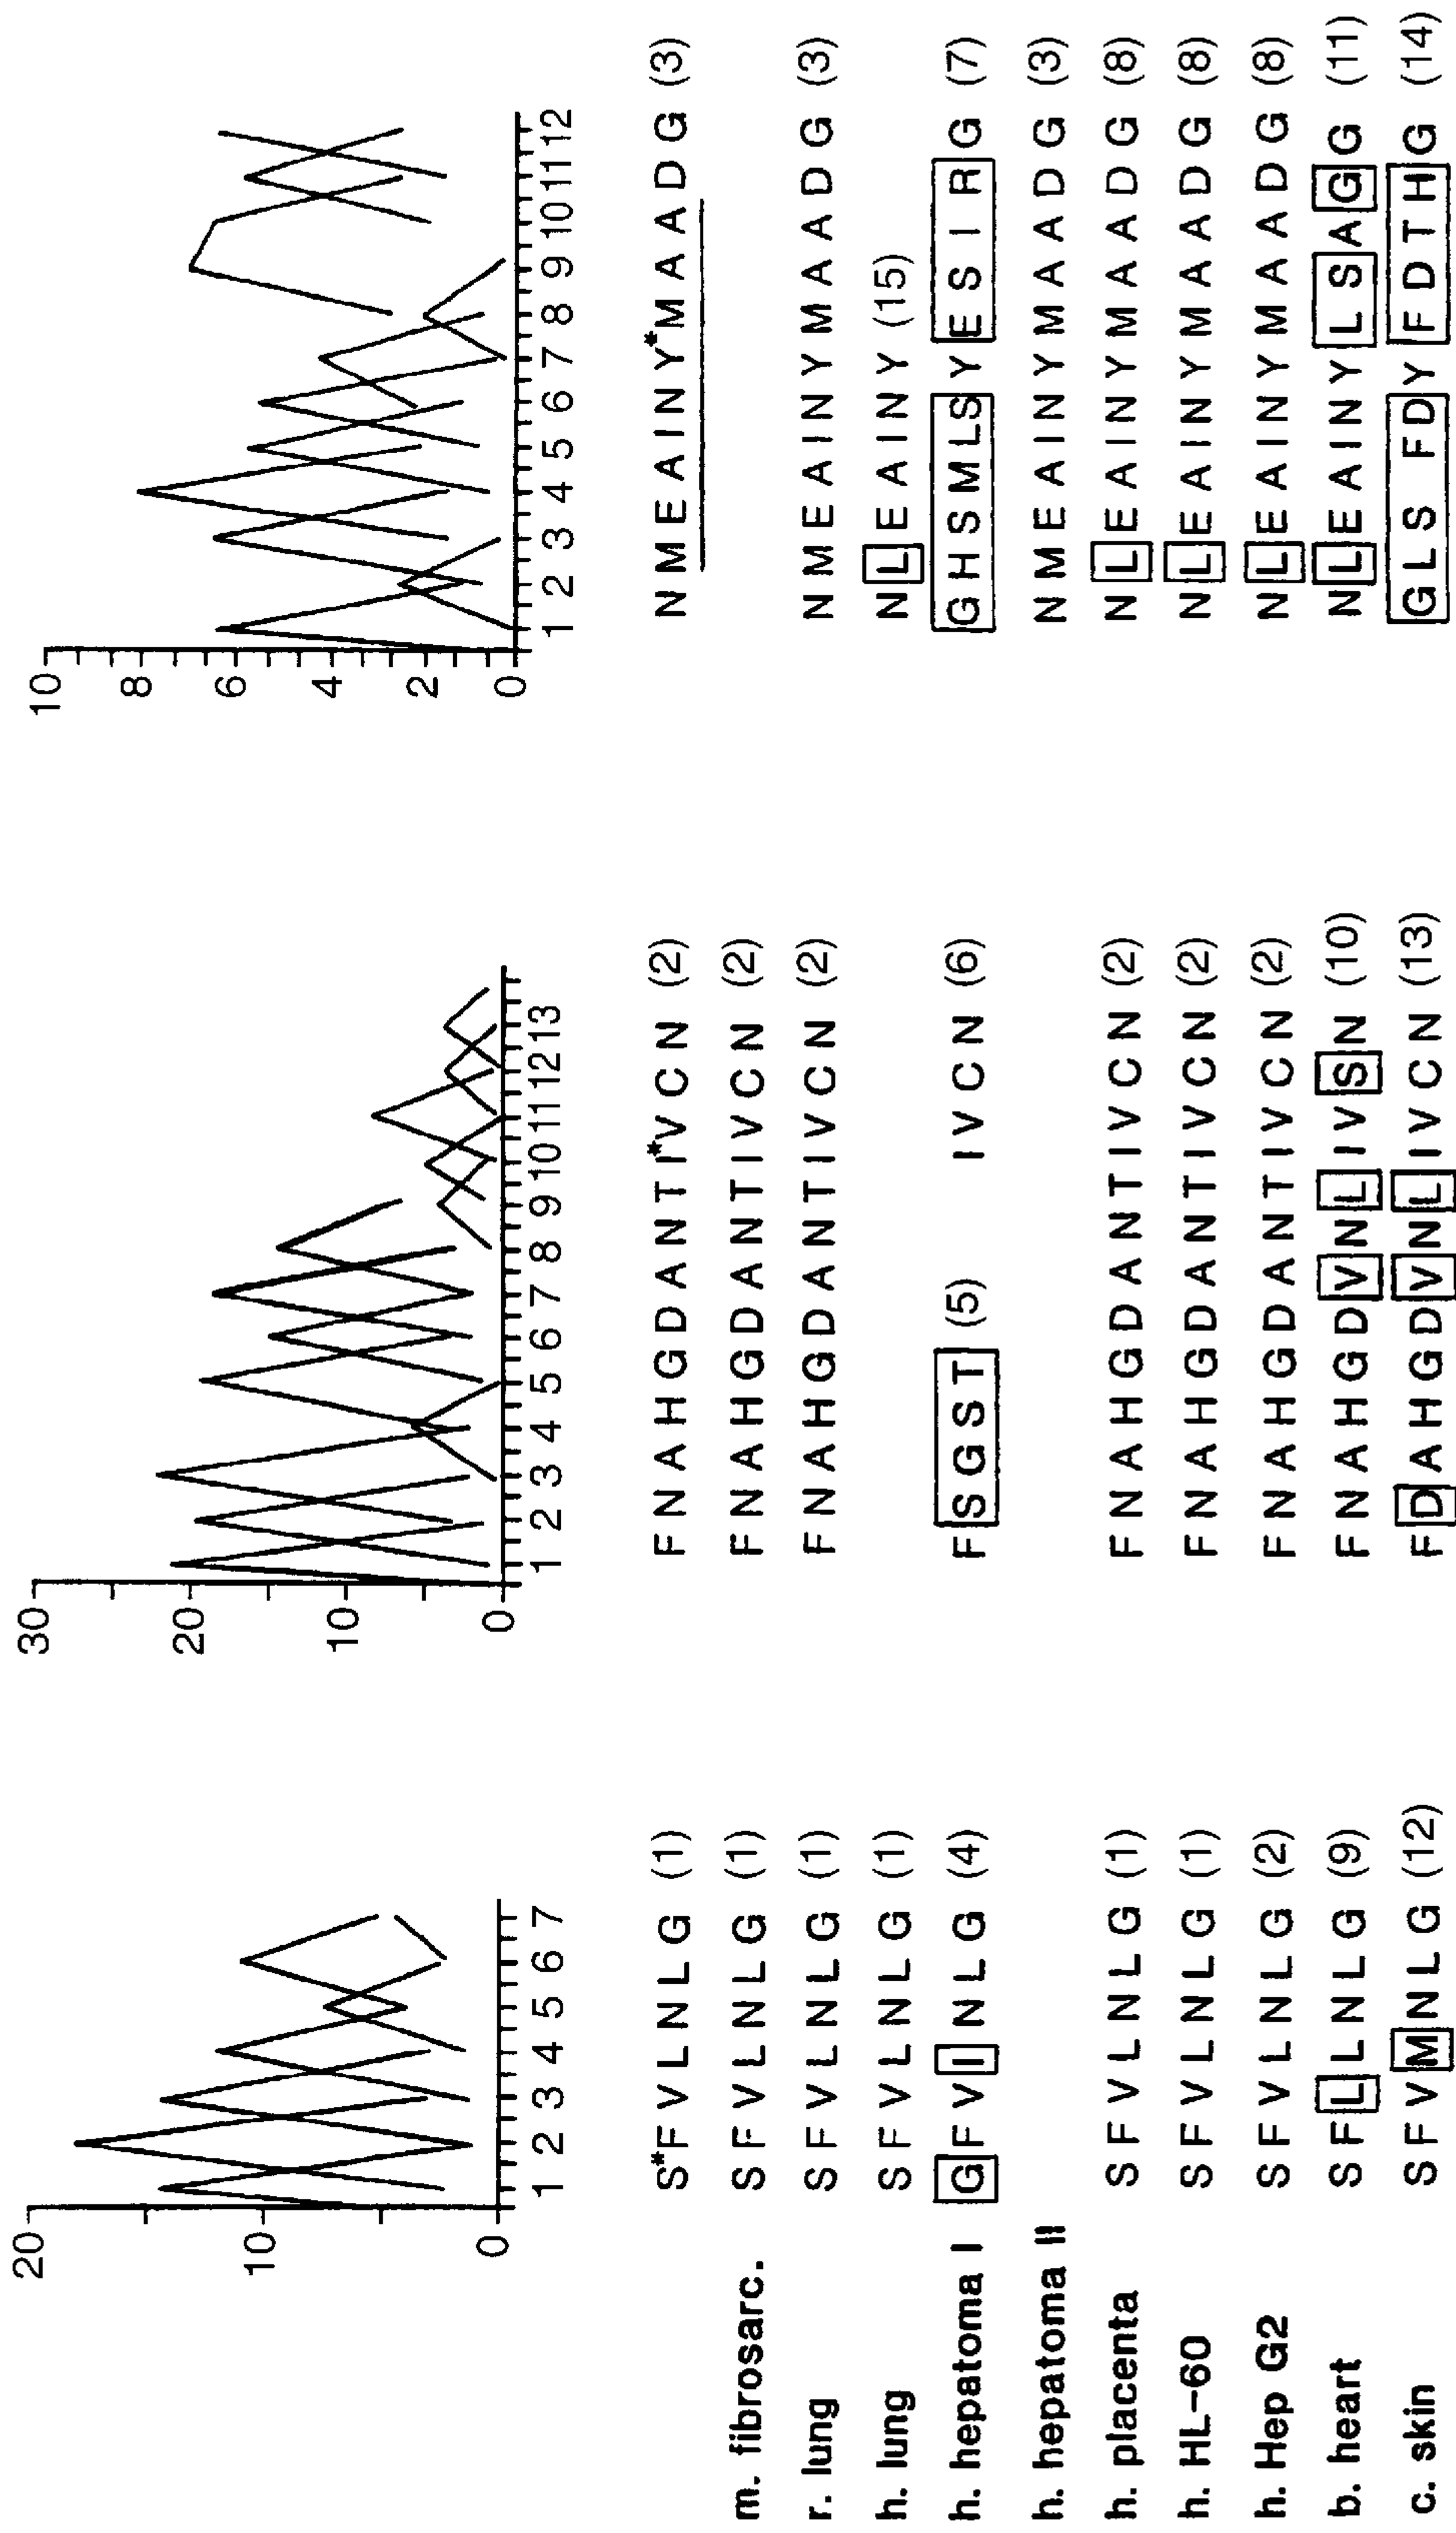 20 30 10
8
20 6
10 10 4
2
0 0 0
1 2 3 4 5 6 7 1 2 3 4 5 6 7 8 9 10 11 12 13 1 2 3 4 5 6 7 8 9 10 11 12
S*F V L N L G (1) F N A H G D A N T I*V C N (2) N M E A I N Y*M A A D G (3)
m. fibrosarc. S F V L N L G (1) F N A H G D A N T I V C N (2)
r. lung S F V L N L G (1) F N A H G D A N T I V C N (2) N M E A I N Y M A A D G (3)
h. lung S F V L N L G (1) N L E A I N Y (15)
h. hepatoma I G F V I N L G (4) F S G S T (5) I V C N (6) G H S M L S Y E S I R G (7)
h. hepatoma II N M E A I N Y M A A D G (3)
h. placenta S F V L N L G (1) F N A H G D A N T I V C N (2) N L E A I N Y M A A D G (8)
h. HL-60 S F V L N L G (1) F N A H G D A N T I V C N (2) N L E A I N Y M A A D G (8)
h. Hep G2 S F V L N L G (2) F N A H G D A N T I V C N (2) N L E A I N Y M A A D G (8)
b. heart S F L L N L G (9) F N A H G D V N L I V S N (10) N L E A I N Y L S A G G (11)
c. skin S F V M N L G (12) F D A H G D V N L I V C N (13) G L S F D Y F D T H G (14)